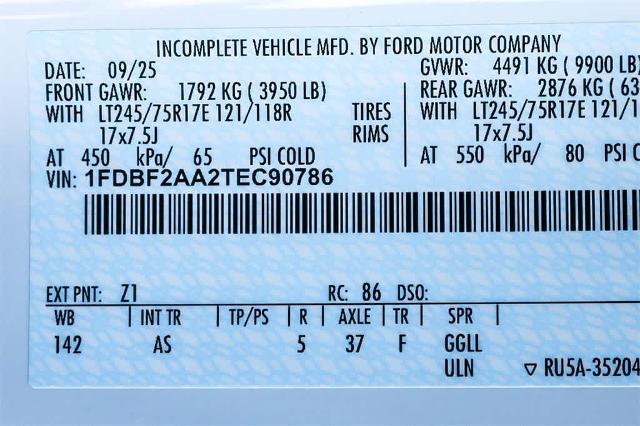 INCOMPLETE VEHICLE MFD. BY FORD MOTOR COMPANY
DATE: 09/25 GVWR: 4491 KG ( 9900 LB)
FRONT GAWR: 1792 KG ( 3950 LB) REAR GAWR: 2876 KG ( 63
WITH LT245/75R17E 121/118R TIRES WITH LT245/75R17E 121/1
17x7.5J RIMS 17x7.5J
AT 450 kPa/ 65 PSI COLD AT 550 kPa/ 80 PSI C
VIN: 1FDBF2AA2TEC90786
EXT PNT: Z1 RC: 86 DSO:
WB | INT TR | TP/PS | R | AXLE | TR | SPR |
142 AS 5 37 F GGLL
ULN ▽ RU5A-35204